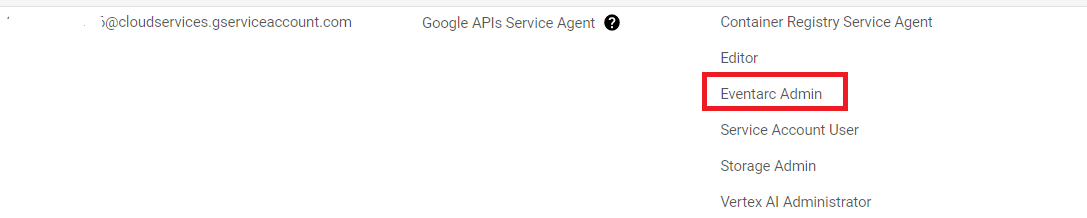 @cloudservices.gserviceaccount.com Google APIs Service Agent ? Container Registry Service Agent
Editor
Eventarc Admin
Service Account User
Storage Admin
Vertex AI Administrator